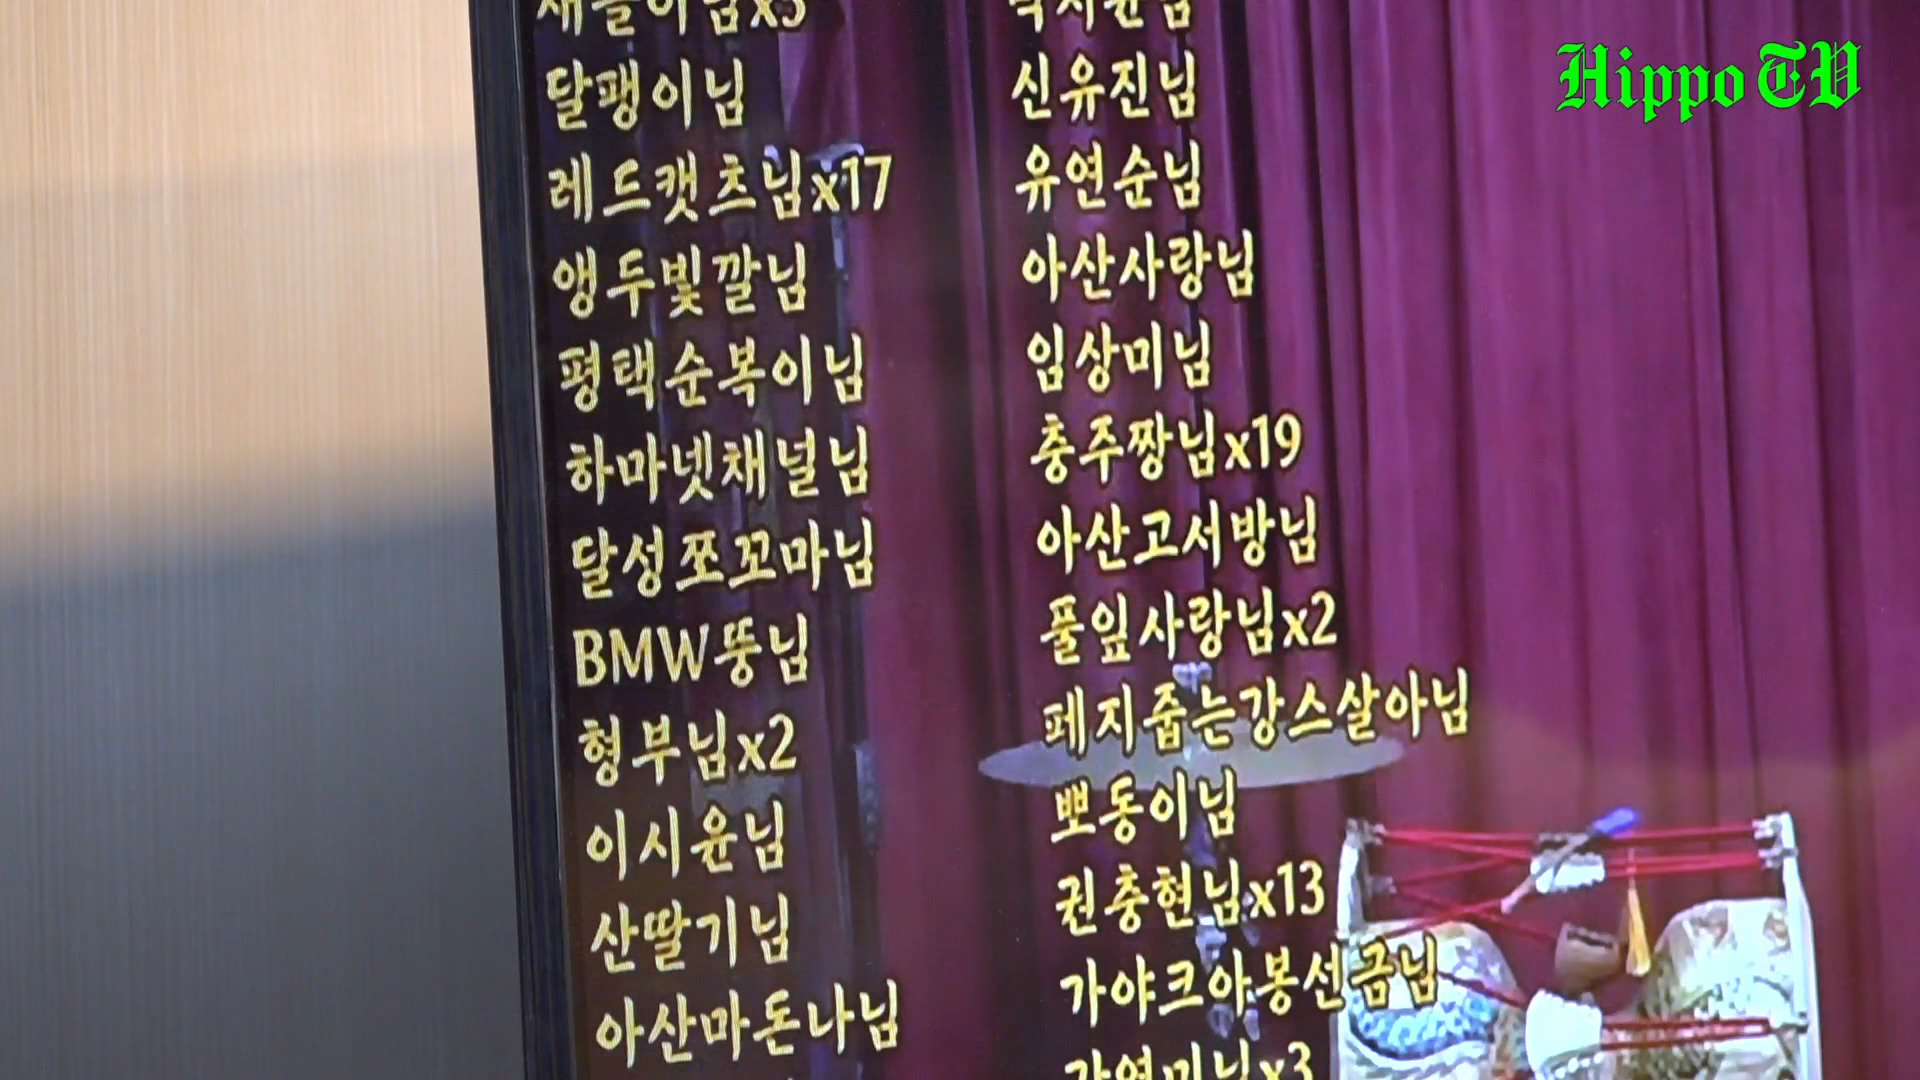 Hippo TV
달팽이님
레드캣츠님x17
앵두빛깔님
평택순복이님
하마넷채널님
달성쪼꼬마님
BMW뚱님
형부님x2
이시윤님
산딸기님
아산마돈나님
신유진님
유연순님
아산사랑님
임상미님
충주짱님x19
아산고서방님
풀잎사랑님x2
페지줍는강스살아님
뽀동이님
권충현님x13
가야크아봉선금님